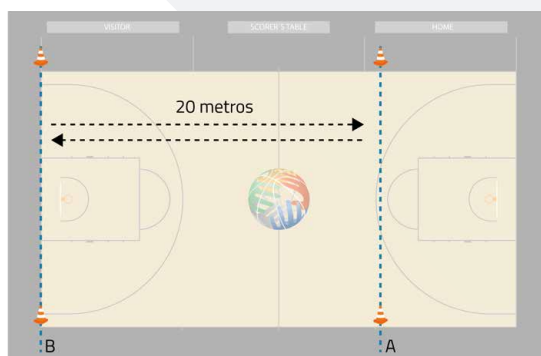 VISITOR
SCORER'S TABLE
HOME
20 metros
B
A